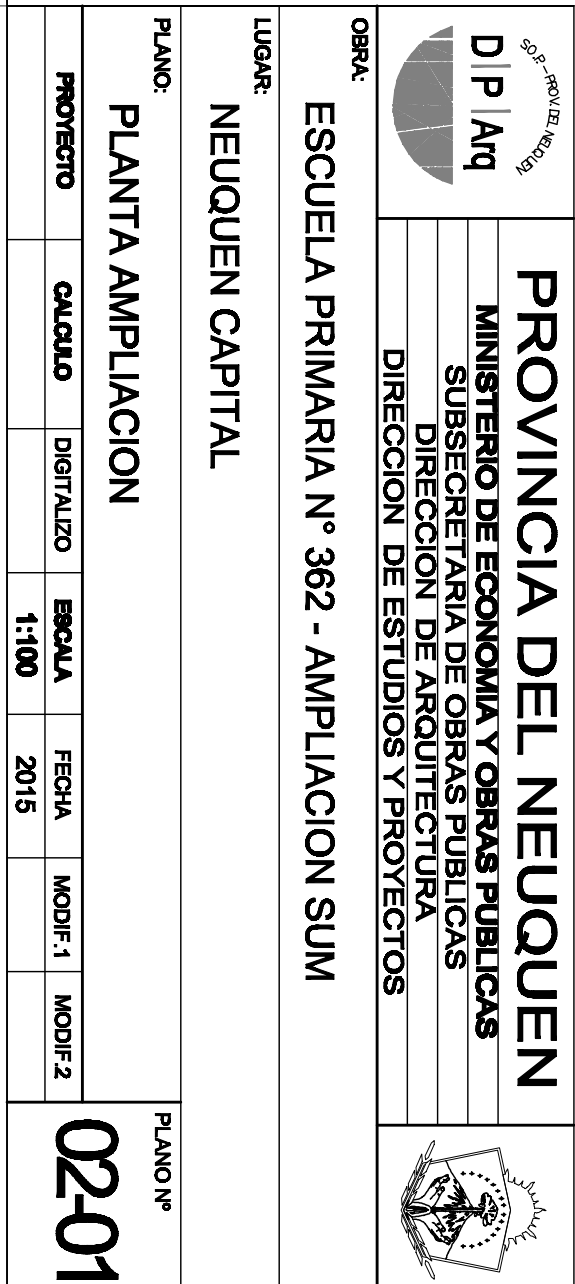 S.O.P. - PROV. DEL NEUQUEN
D P Arq
PROVINCIA DEL NEUQUEN
MINISTERIO DE ECONOMIA Y OBRAS PUBLICAS
SUBSECRETARIA DE OBRAS PUBLICAS
DIRECCION DE ARQUITECTURA
DIRECCION DE ESTUDIOS Y PROYECTOS
OBRA:
ESCUELA PRIMARIA N° 362 - AMPLIACION SUM
LUGAR:
NEUQUEN CAPITAL
PLANO:
PLANTA AMPLIACION
PLANO Nº
02-01
PROYECTO CALCULO DIGITALIZO ESCALA FECHA MODIF.1 MODIF.2
1:100 2015